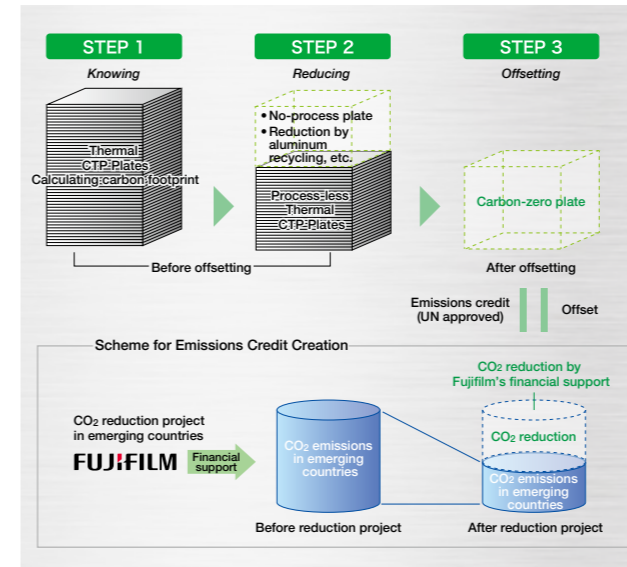 STEP 1
Knowing
Thermal
CTP-Plates
Calculating carbon footprint
STEP 2
Reducing
• No-process plate
• Reduction by
aluminum
recycling, etc.
Process-less
Thermal
CTP-Plates
STEP 3
Offsetting
Carbon-zero plate
Before offsetting
After offsetting
Emissions credit
(UN approved)
Offset
Scheme for Emissions Credit Creation
CO2 reduction project
in emerging countries
FUJIFILM
Financial
support
CO2 emissions
in emerging
countries
Before reduction project
CO2 reduction by
Fujifilm's financial support
CO2 reduction
CO2 emissions
in emerging
countries
After reduction project